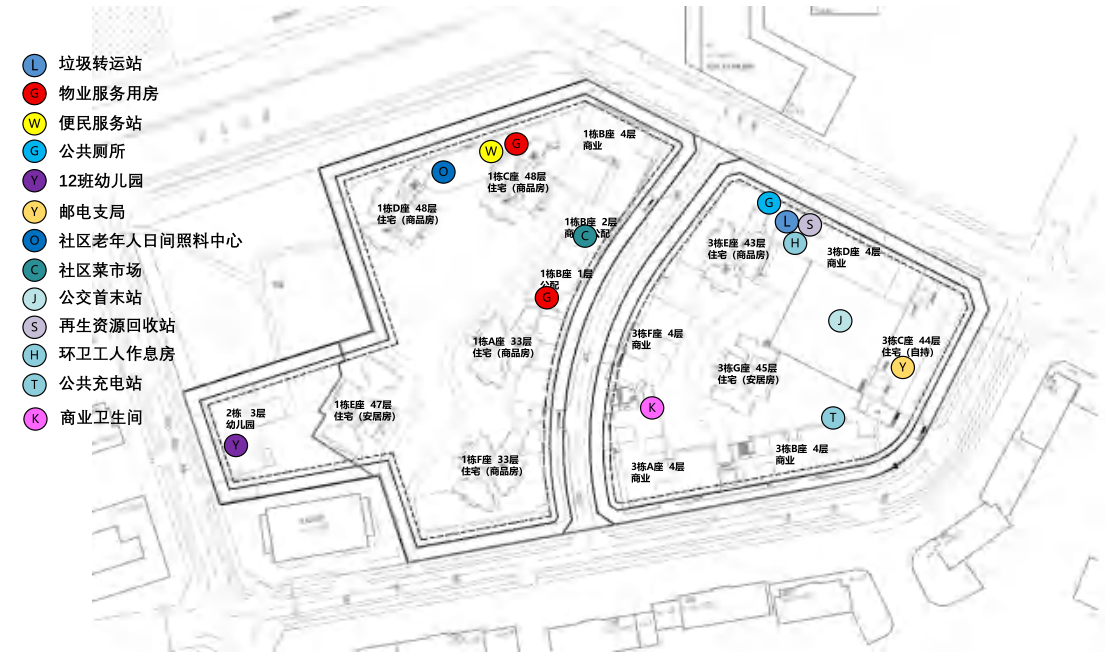 L 垃圾转运站
G 物业服务用房
W 便民服务站
G 公共厕所
Y 12班幼儿园
Y 邮电支局
O 社区老年人日间照料中心
C 社区菜市场
J 公交首末站
S 再生资源回收站
H 环卫工人作息房
T 公共充电站
K 商业卫生间
1栋B座 4层
商业
W
G
O
1栋C座 48层
住宅（商品房）
1栋D座 48层
住宅（商品房）
1栋B座 2层
C
公配
1栋B座 1层
公配
G
1栋A座 33层
住宅（商品房）
1栋E座 47层
住宅（安居房）
2栋 3层
幼儿园
Y
1栋F座 33层
住宅（商品房）
G
L
S
H
3栋E座 43层
住宅（商品房）
3栋D座 4层
商业
J
3栋F座 4层
商业
3栋C座 44层
住宅（自持）
Y
3栋G座 45层
住宅（安居房）
K
T
3栋B座 4层
商业
3栋A座 4层
商业